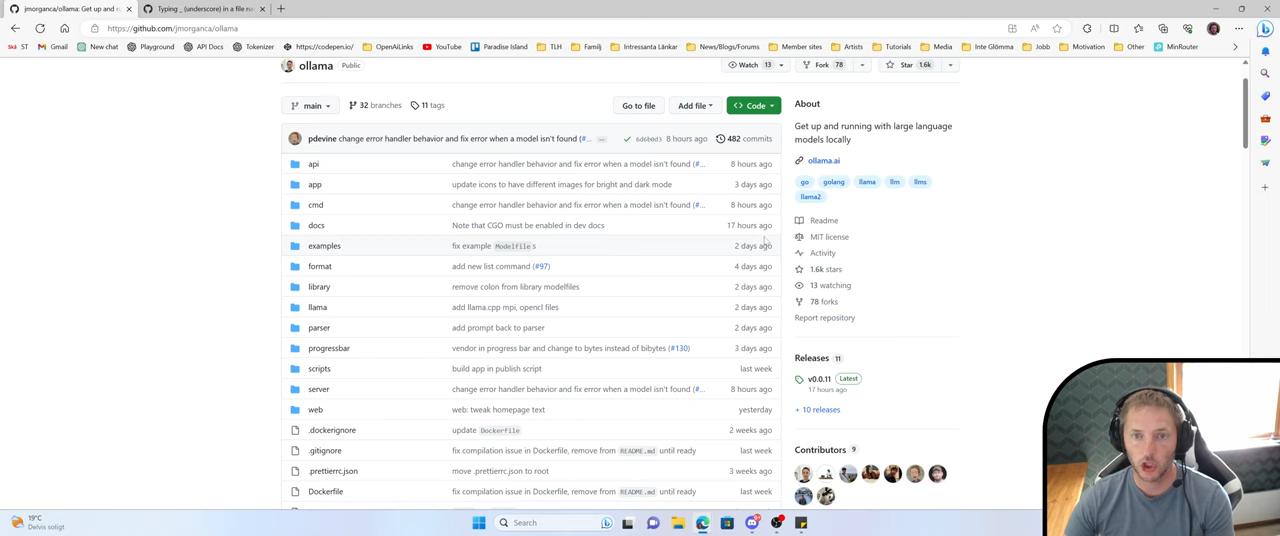 jmorganca/ollama: Get up and ru
Typing _ (underscore) in a file na
https://github.com/jmorganca/ollama
ST
Gmail
New chat
Playground
API Docs
Tokenizer
https://codepen.io/
OpenAiLinks
YouTube
Paradise Island
TLH
Familj
Intressanta Länkar
News/Blogs/Forums
Member sites
Artists
Tutorials
Media
Inte Glömma
Jobb
Motivation
Other
MinRouter
ollama Public
Watch 13
Fork 78
Star 1.6k
main
32 branches
11 tags
Go to file
Add file
<> Code
pdevine change error handler behavior and fix error when a model isn't found (#... ... 6d6b0d3 8 hours ago 482 commits
api change error handler behavior and fix error when a model isn't found (#... 8 hours ago
app update icons to have different images for bright and dark mode 3 days ago
cmd change error handler behavior and fix error when a model isn't found (#... 8 hours ago
docs Note that CGO must be enabled in dev docs 17 hours ago
examples fix example Modelfile s 2 days ago
format add new list command (#97) 4 days ago
library remove colon from library modelfiles 2 days ago
llama add llama.cpp mpi, opencl files 2 days ago
parser add prompt back to parser 2 days ago
progressbar vendor in progress bar and change to bytes instead of bibytes (#130) 3 days ago
scripts build app in publish script last week
server change error handler behavior and fix error when a model isn't found (#... 8 hours ago
web web: tweak homepage text yesterday
.dockerignore update Dockerfile 2 weeks ago
.gitignore fix compilation issue in Dockerfile, remove from README.md until ready last week
.prettierrc.json move .prettierrc.json to root 3 weeks ago
Dockerfile fix compilation issue in Dockerfile, remove from README.md until ready last week
About
Get up and running with large language
models locally
ollama.ai
go golang llama llm llms
llama2
Readme
MIT license
Activity
1.6k stars
13 watching
78 forks
Report repository
Releases 11
v0.0.11 Latest
17 hours ago
+ 10 releases
Contributors 9
19°C
Delvis soligt
Search